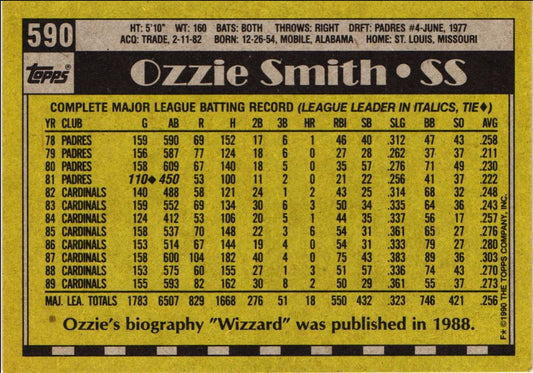 590
HT: 5'10" WT: 160 BATS: BOTH THROWS: RIGHT DRFT: PADRES #4-JUNE, 1977
ACQ: TRADE, 2-11-82 BORN: 12-26-54, MOBILE, ALABAMA HOME: ST. LOUIS, MISSOURI
Topps
Ozzie Smith • SS
COMPLETE MAJOR LEAGUE BATTING RECORD (LEAGUE LEADER IN ITALICS, TIE♦)
YR CLUB G AB R H 2B 3B HR RBI SB SLG BB SO AVG
78 PADRES 159 590 69 152 17 6 1 46 40 .312 47 43 .258
79 PADRES 156 587 77 124 18 6 0 27 28 .262 37 37 .211
80 PADRES 158 609 67 140 18 5 0 35 57 .276 71 49 .230
81 PADRES 110♦ 450 53 100 11 2 0 21 22 .256 41 37 .222
82 CARDINALS 140 488 58 121 24 1 2 43 25 .314 68 32 .248
83 CARDINALS 159 552 69 134 30 6 3 50 34 .335 64 36 .243
84 CARDINALS 124 412 53 106 20 5 1 44 35 .337 56 17 .257
85 CARDINALS 158 537 70 148 22 3 6 54 31 .361 65 27 .276
86 CARDINALS 153 514 67 144 19 4 0 54 31 .333 79 27 .280
87 CARDINALS 158 600 104 182 40 4 0 75 43 .383 89 36 .303
88 CARDINALS 153 575 80 155 27 1 3 51 57 .336 74 43 .270
89 CARDINALS 155 593 82 162 30 8 2 50 29 .361 55 37 .273
MAJ. LEA. TOTALS 1783 6507 829 1668 276 51 18 550 432 .323 746 421 .256
Ozzie's biography "Wizzard" was published in 1988.
F★ © 1990 THE TOPPS COMPANY, INC.